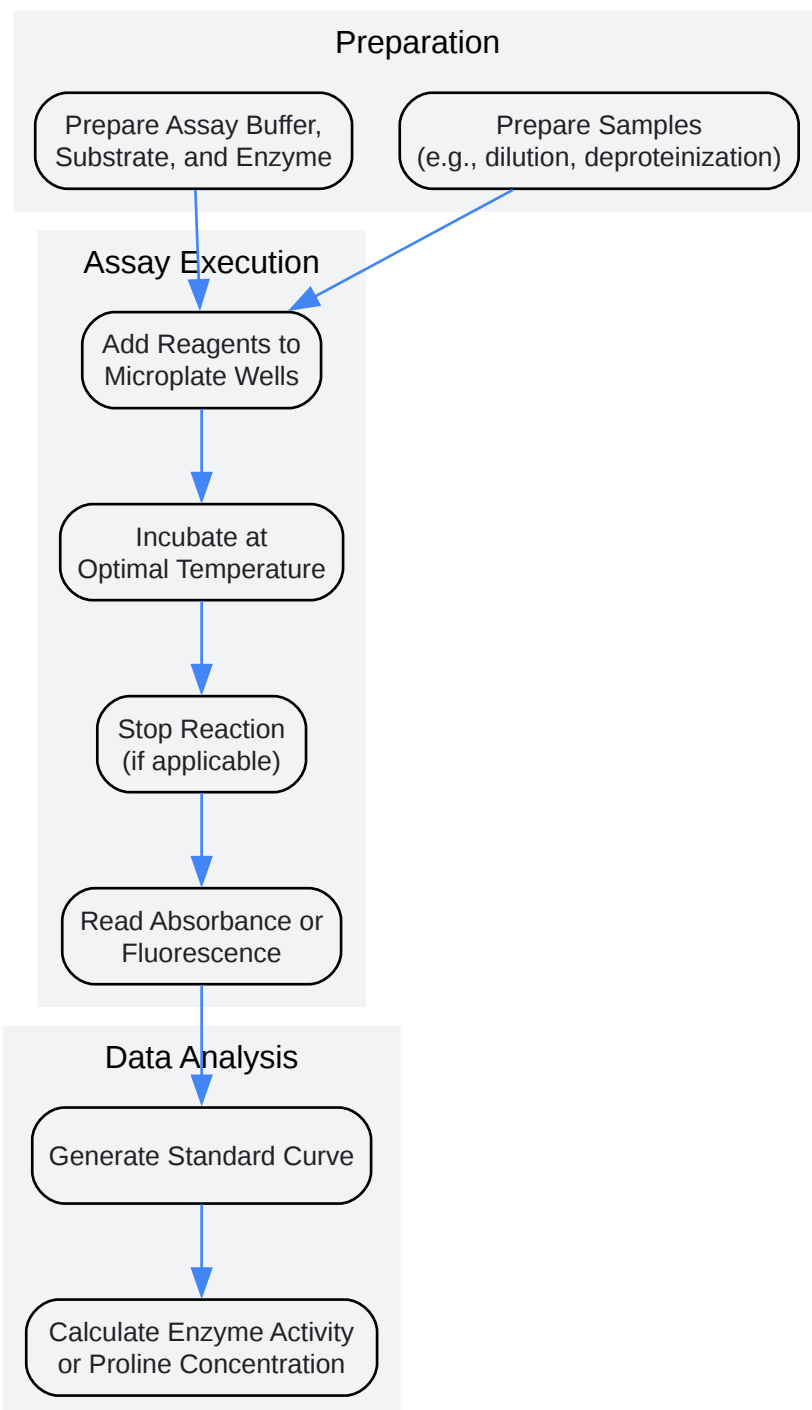 Preparation
Prepare Assay Buffer,
Substrate, and Enzyme
Prepare Samples
(e.g., dilution, deproteinization)
Assay Execution
Add Reagents to
Microplate Wells
Incubate at
Optimal Temperature
Stop Reaction
(if applicable)
Read Absorbance or
Fluorescence
Data Analysis
Generate Standard Curve
Calculate Enzyme Activity
or Proline Concentration